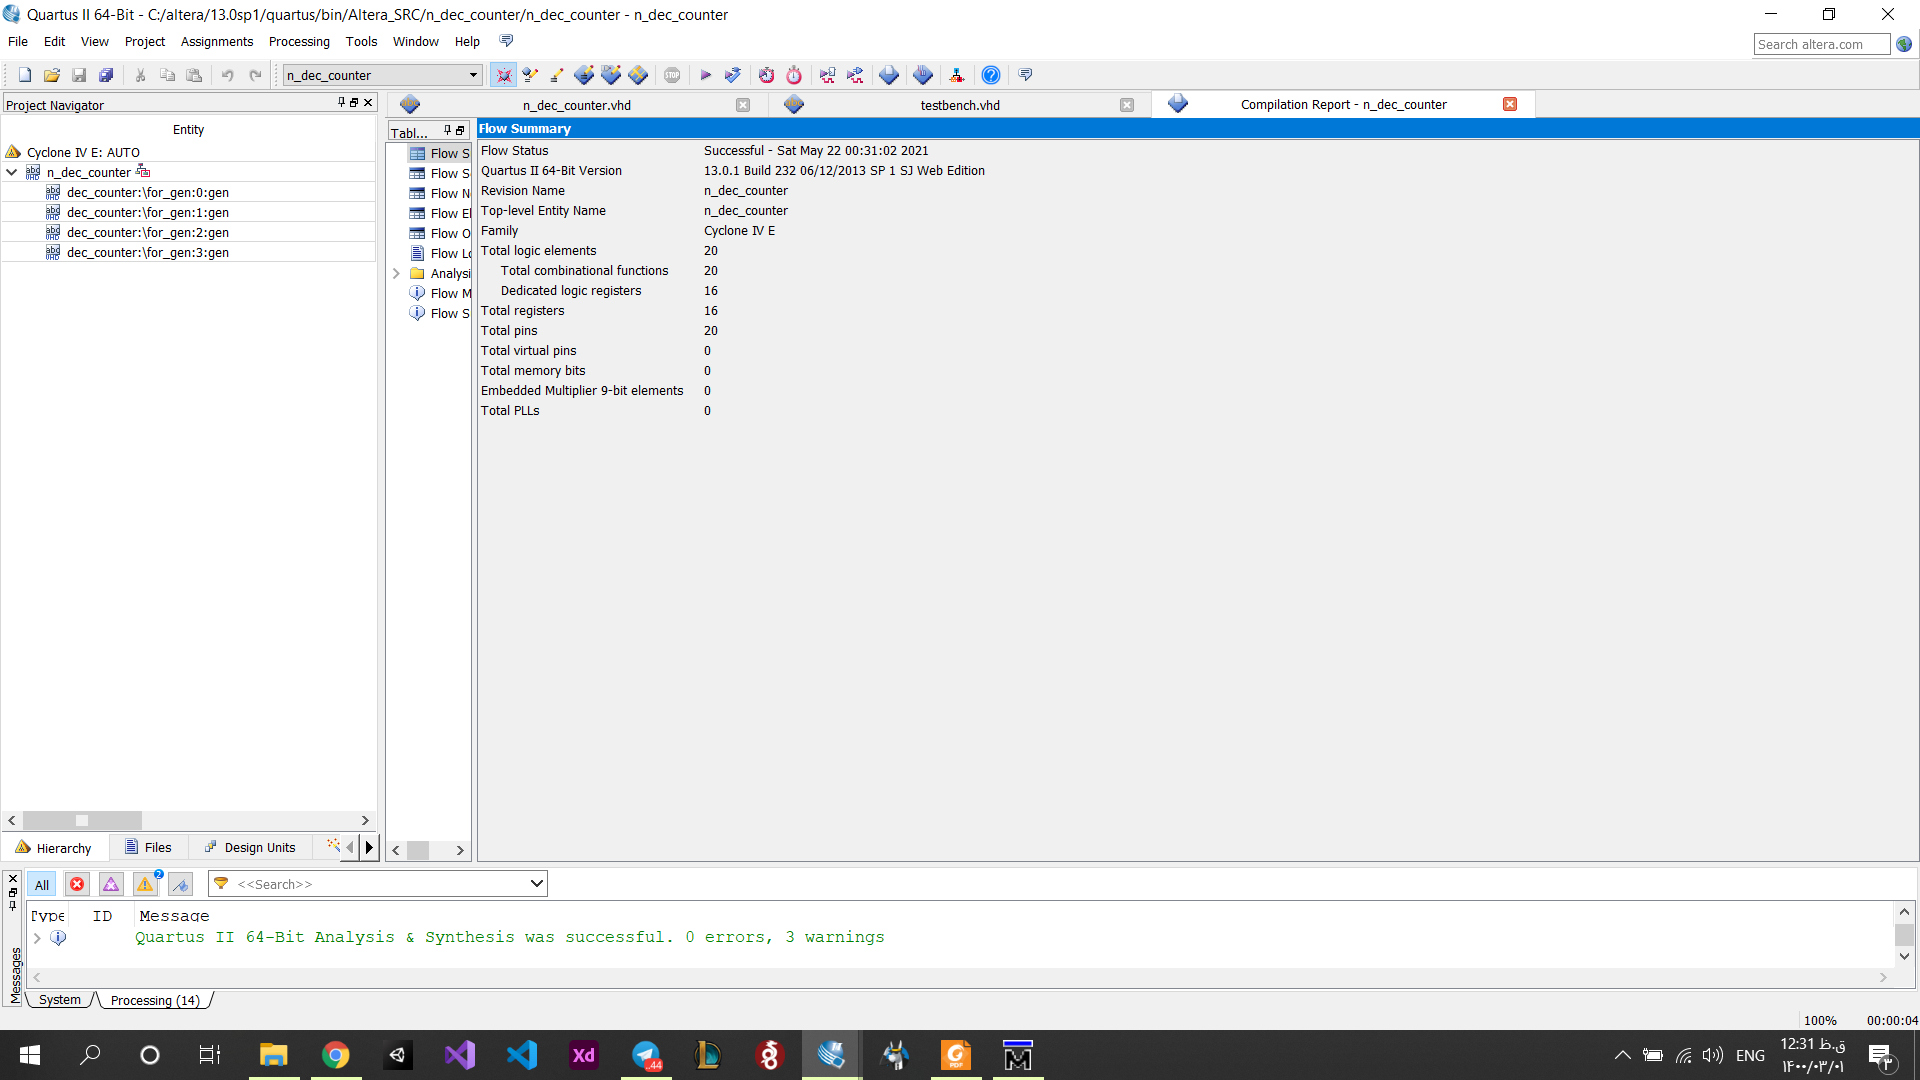 Quartus II 64-Bit - C:/altera/13.0sp1/quartus/bin/Altera_SRC/n_dec_counter/n_dec_counter - n_dec_counter
File Edit View Project Assignments Processing Tools Window Help
Search altera.com
n_dec_counter
STOP
Project Navigator
n_dec_counter.vhd
testbench.vhd
Compilation Report - n_dec_counter
Entity
Cyclone IV E: AUTO
n_dec_counter
dec_counter:\for_gen:0:gen
dec_counter:\for_gen:1:gen
dec_counter:\for_gen:2:gen
dec_counter:\for_gen:3:gen
Tabl...
Flow S
Flow S
Flow N
Flow El
Flow O
Flow Lo
Analysi
Flow M
Flow S
Flow Summary
Flow Status Successful - Sat May 22 00:31:02 2021
Quartus II 64-Bit Version 13.0.1 Build 232 06/12/2013 SP 1 SJ Web Edition
Revision Name n_dec_counter
Top-level Entity Name n_dec_counter
Family Cyclone IV E
Total logic elements 20
Total combinational functions 20
Dedicated logic registers 16
Total registers 16
Total pins 20
Total virtual pins 0
Total memory bits 0
Embedded Multiplier 9-bit elements 0
Total PLLs 0
Hierarchy Files Design Units
All
2
<<Search>>
Type ID Message
Quartus II 64-Bit Analysis & Synthesis was successful. 0 errors, 3 warnings
Messages
System Processing (14)
100% 00:00:04
Xd
44
PDF
M
ENG
12:31 ق.ظ
۱۴۰۰/۰۳/۰۱
۳